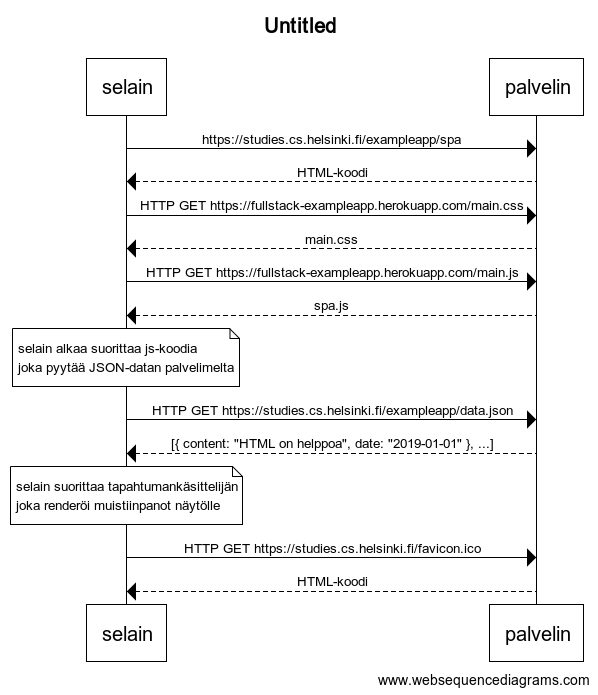 Untitled
selain
palvelin
https://studies.cs.helsinki.fi/exampleapp/spa
HTML-koodi
HTTP GET https://fullstack-exampleapp.herokuapp.com/main.css
main.css
HTTP GET https://fullstack-exampleapp.herokuapp.com/main.js
spa.js
selain alkaa suorittaa js-koodia
joka pyytää JSON-datan palvelimelta
HTTP GET https://studies.cs.helsinki.fi/exampleapp/data.json
[{ content: "HTML on helppoa", date: "2019-01-01" }, ...]
selain suorittaa tapahtumankäsittelijän
joka renderöi muistiinpanot näytölle
HTTP GET https://studies.cs.helsinki.fi/favicon.ico
HTML-koodi
selain
palvelin
www.websequencediagrams.com